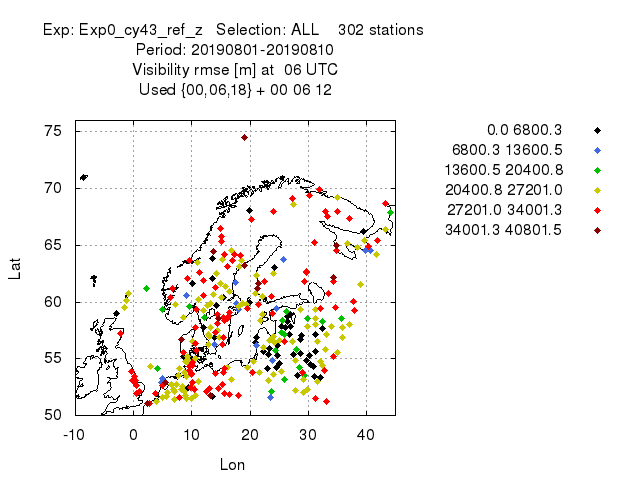 Exp: Exp0_cy43_ref_z   Selection: ALL    302 stations
Period: 20190801-20190810
Visibility rmse [m] at  06 UTC
Used {00,06,18} + 00 06 12
0.0 6800.3
6800.3 13600.5
13600.5 20400.8
20400.8 27201.0
27201.0 34001.3
34001.3 40801.5
75
70
65
60
55
50
Lat
-10 0 10 20 30 40
Lon